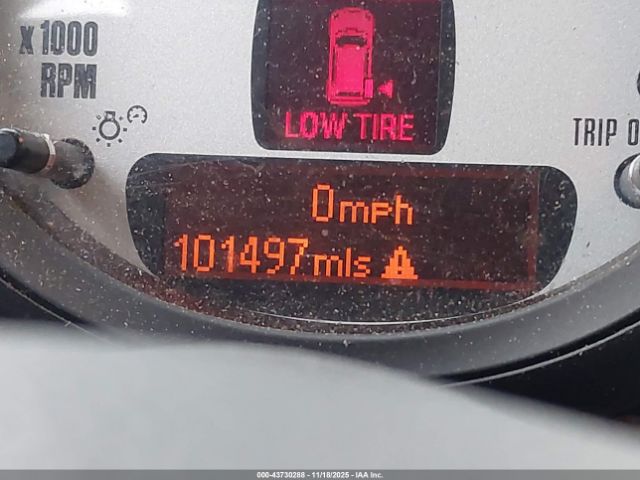 x 1000
RPM
LOW TIRE
TRIP
0mph
101497mls
000-43730288 - 11/18/2025 - IAA Inc.